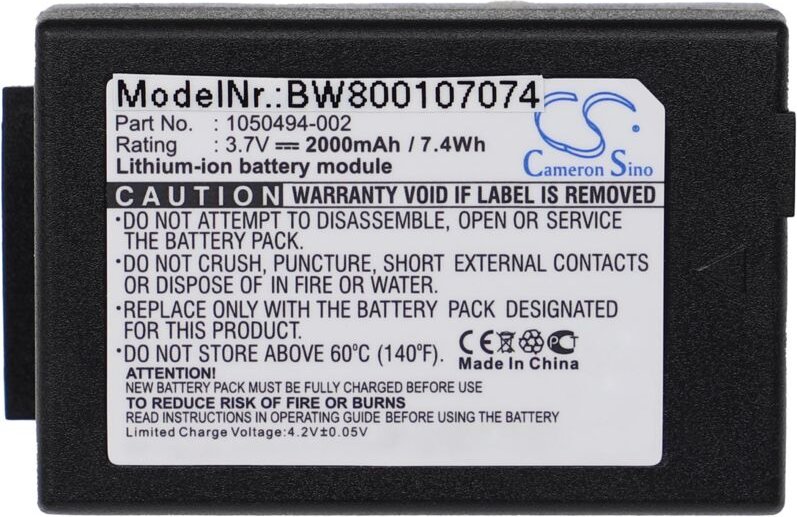 ModelNr.:BW800107074
Part No. : 1050494-002
Rating : 3.7V ⎓ 2000mAh / 7.4Wh
Lithium-ion battery module
CS
Cameron Sino
CAUTION WARRANTY VOID IF LABEL IS REMOVED
•DO NOT ATTEMPT TO DISASSEMBLE, OPEN OR SERVICE
THE BATTERY PACK.
•DO NOT CRUSH, PUNCTURE, SHORT EXTERNAL CONTACTS
OR DISPOSE OF IN FIRE OR WATER.
•REPLACE ONLY WITH THE BATTERY PACK SPECIFIED FOR
THIS PRODUCT.
•DO NOT STORE ABOVE 60°C (140°F).
CE
Made In China
ATTENTION!
NEW BATTERY PACK MUST BE FULLY CHARGED BEFORE USE
TO REDUCE RISK OF FIRE OR BURNS
READ INSTRUCTIONS IN OPERATING GUIDE BEFORE USING THE BATTERY
Limited Charge Voltage:4.2V±0.05V